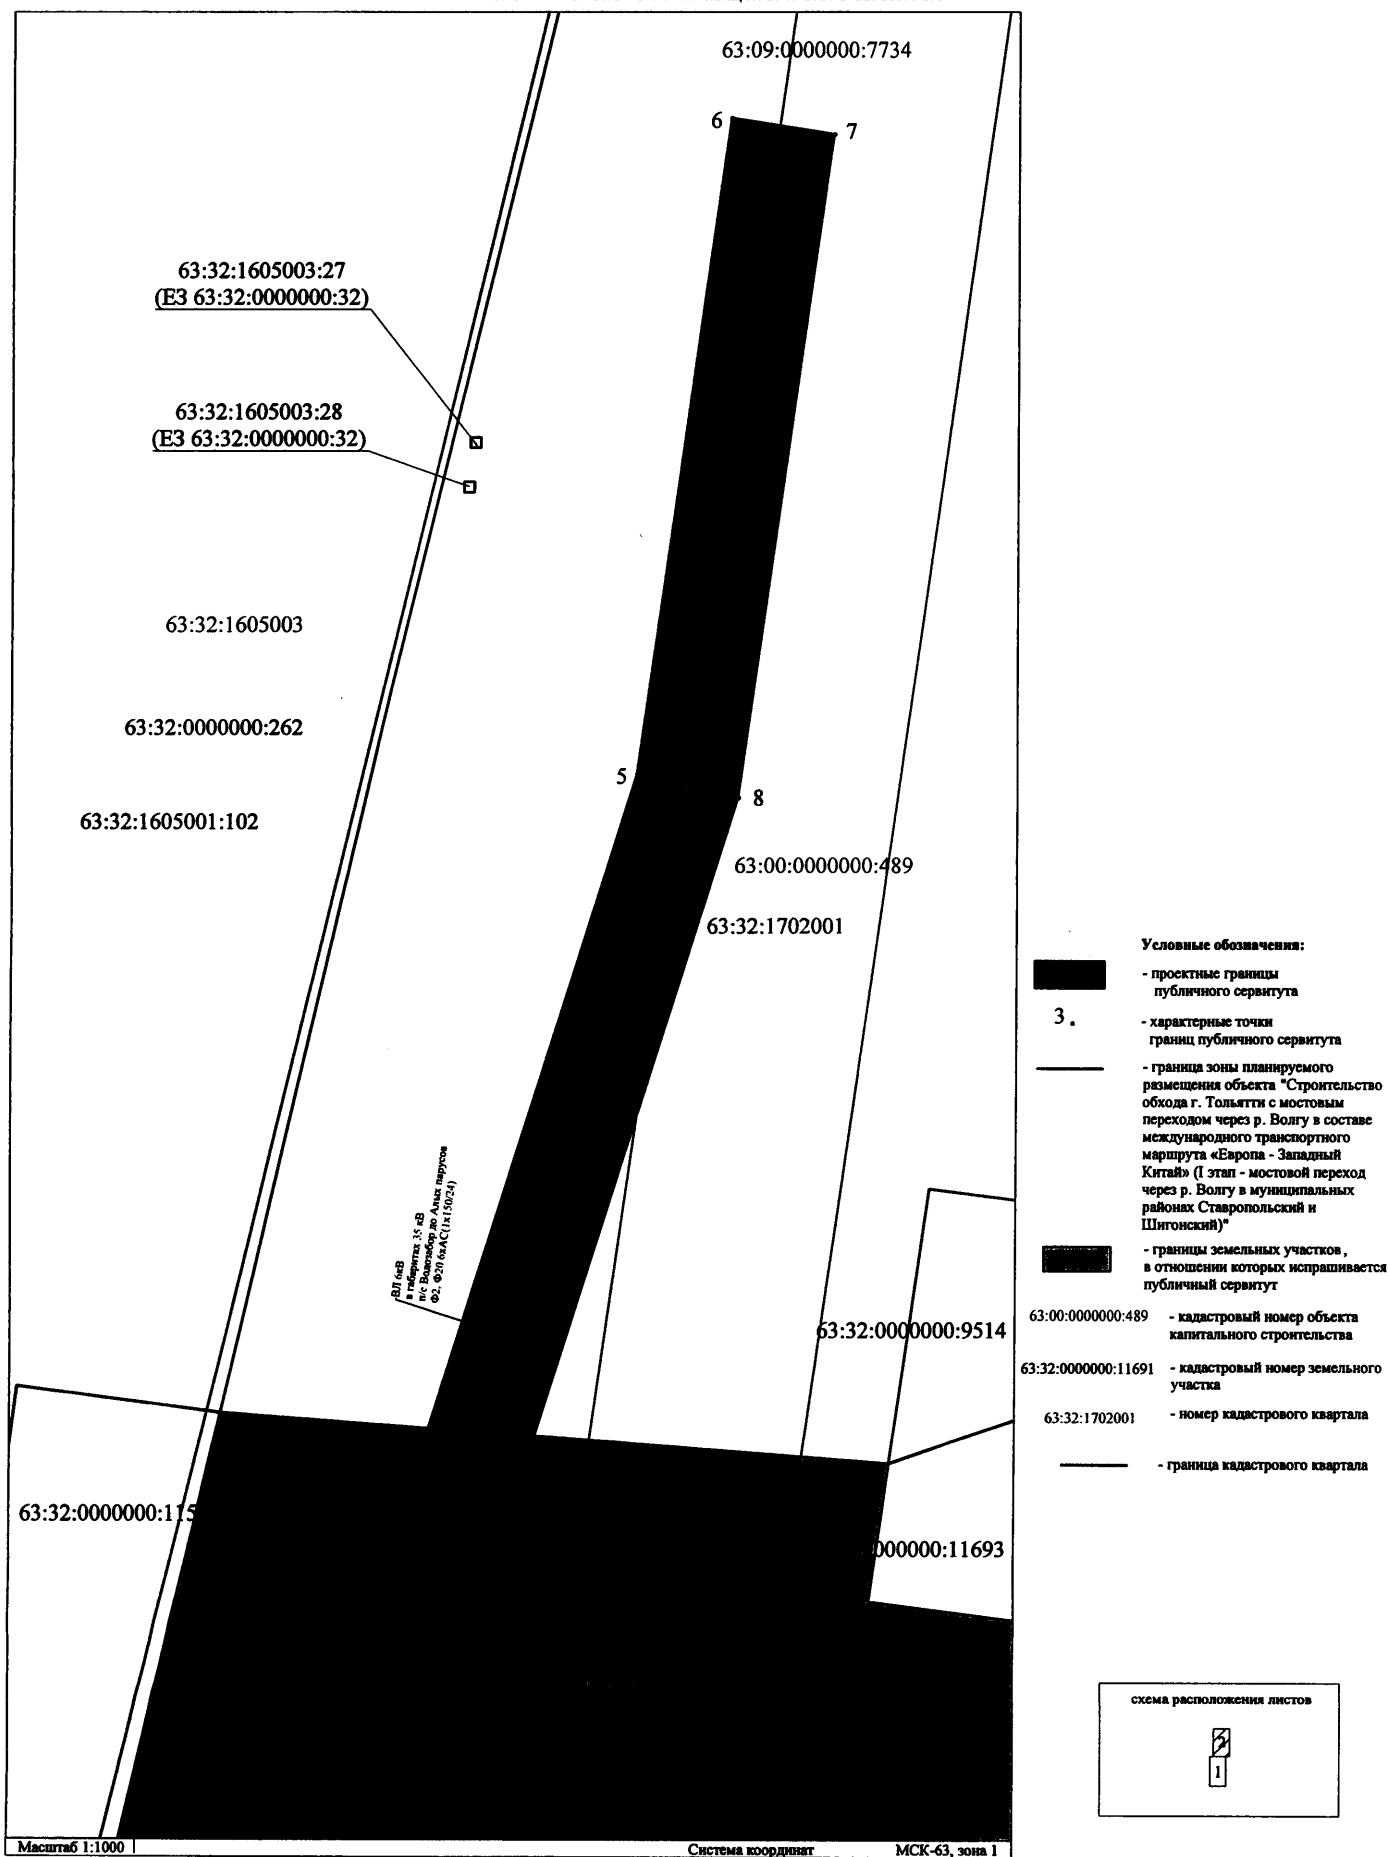 63:09:0000000:7734
6
7
63:32:1605003:27
(ЕЗ 63:32:0000000:32)
63:32:1605003:28
(ЕЗ 63:32:0000000:32)
63:32:1605003
63:32:0000000:262
5
8
63:32:1605001:102
63:00:0000000:489
63:32:1702001
ВЛ 6кВ
в габаритах 35 кВ
п/с Водозабор до Алых парусов
Ф2, Ф20 6хАС(1х150/24)
63:32:0000000:9514
63:32:0000000:115
000000:11693
Условные обозначения:
- проектные границы
публичного сервитута
3.
- характерные точки
границ публичного сервитута
- граница зоны планируемого
размещения объекта "Строительство
обхода г. Тольятти с мостовым
переходом через р. Волгу в составе
международного транспортного
маршрута «Европа - Западный
Китай» (I этап - мостовой переход
через р. Волгу в муниципальных
районах Ставропольский и
Шигонский)"
- границы земельных участков,
в отношении которых испрашивается
публичный сервитут
63:00:0000000:489 - кадастровый номер объекта
капитального строительства
63:32:0000000:11691 - кадастровый номер земельного
участка
63:32:1702001 - номер кадастрового квартала
- граница кадастрового квартала
схема расположения листов
2
1
Масштаб 1:1000
Система координат МСК-63, зона 1